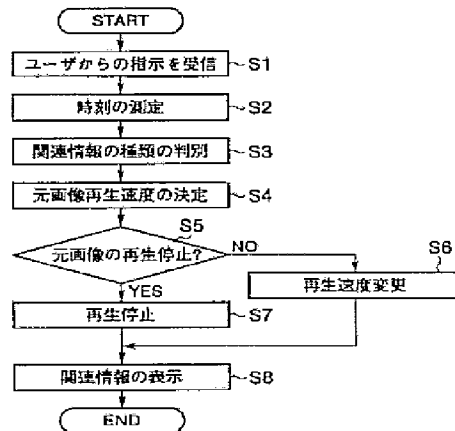 START
ユーザからの指示を受信 S1
時刻の測定 S2
関連情報の種類の判別 S3
元画像再生速度の決定 S4
S5
元画像の再生停止? NO
S6
再生速度変更
YES
再生停止 S7
関連情報の表示 S8
END